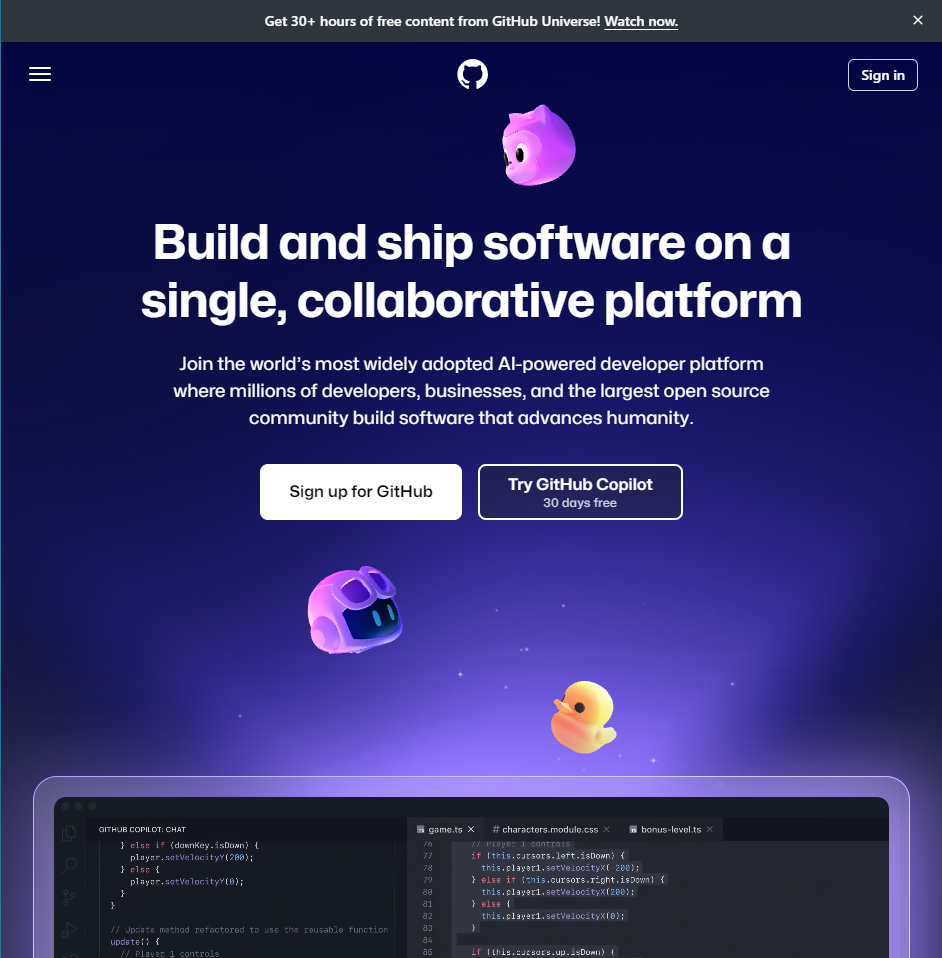 Get 30+ hours of free content from GitHub Universe! Watch now.
Sign in
Build and ship software on a
single, collaborative platform
Join the world's most widely adopted AI-powered developer platform
where millions of developers, businesses, and the largest open source
community build software that advances humanity.
Sign up for GitHub
Try GitHub Copilot
30 days free
GITHUB COPILOT: CHAT
} else if (downKey.isDown) {
player.setVelocityY(200);
} else {
player.setVelocityY(0);
}
}
// Update method refactored to use the reusable function
update() {
// Player 1 controls
game.ts
# characters.module.css
bonus-level.ts
76 // Player 1 controls
77 if (this.cursors.left.isDown) {
78 this.player1.setVelocityX(-200);
79 } else if (this.cursors.right.isDown) {
80 this.player1.setVelocityX(200);
81 } else {
82 this.player1.setVelocityX(0);
83 }
84
85 if (this.cursors.up.isDown) {